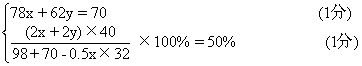 78x + 62y = 70 (1分)
(2x + 2y) × 40
98+70 - 0.5x × 32 × 100% = 50% (1分)